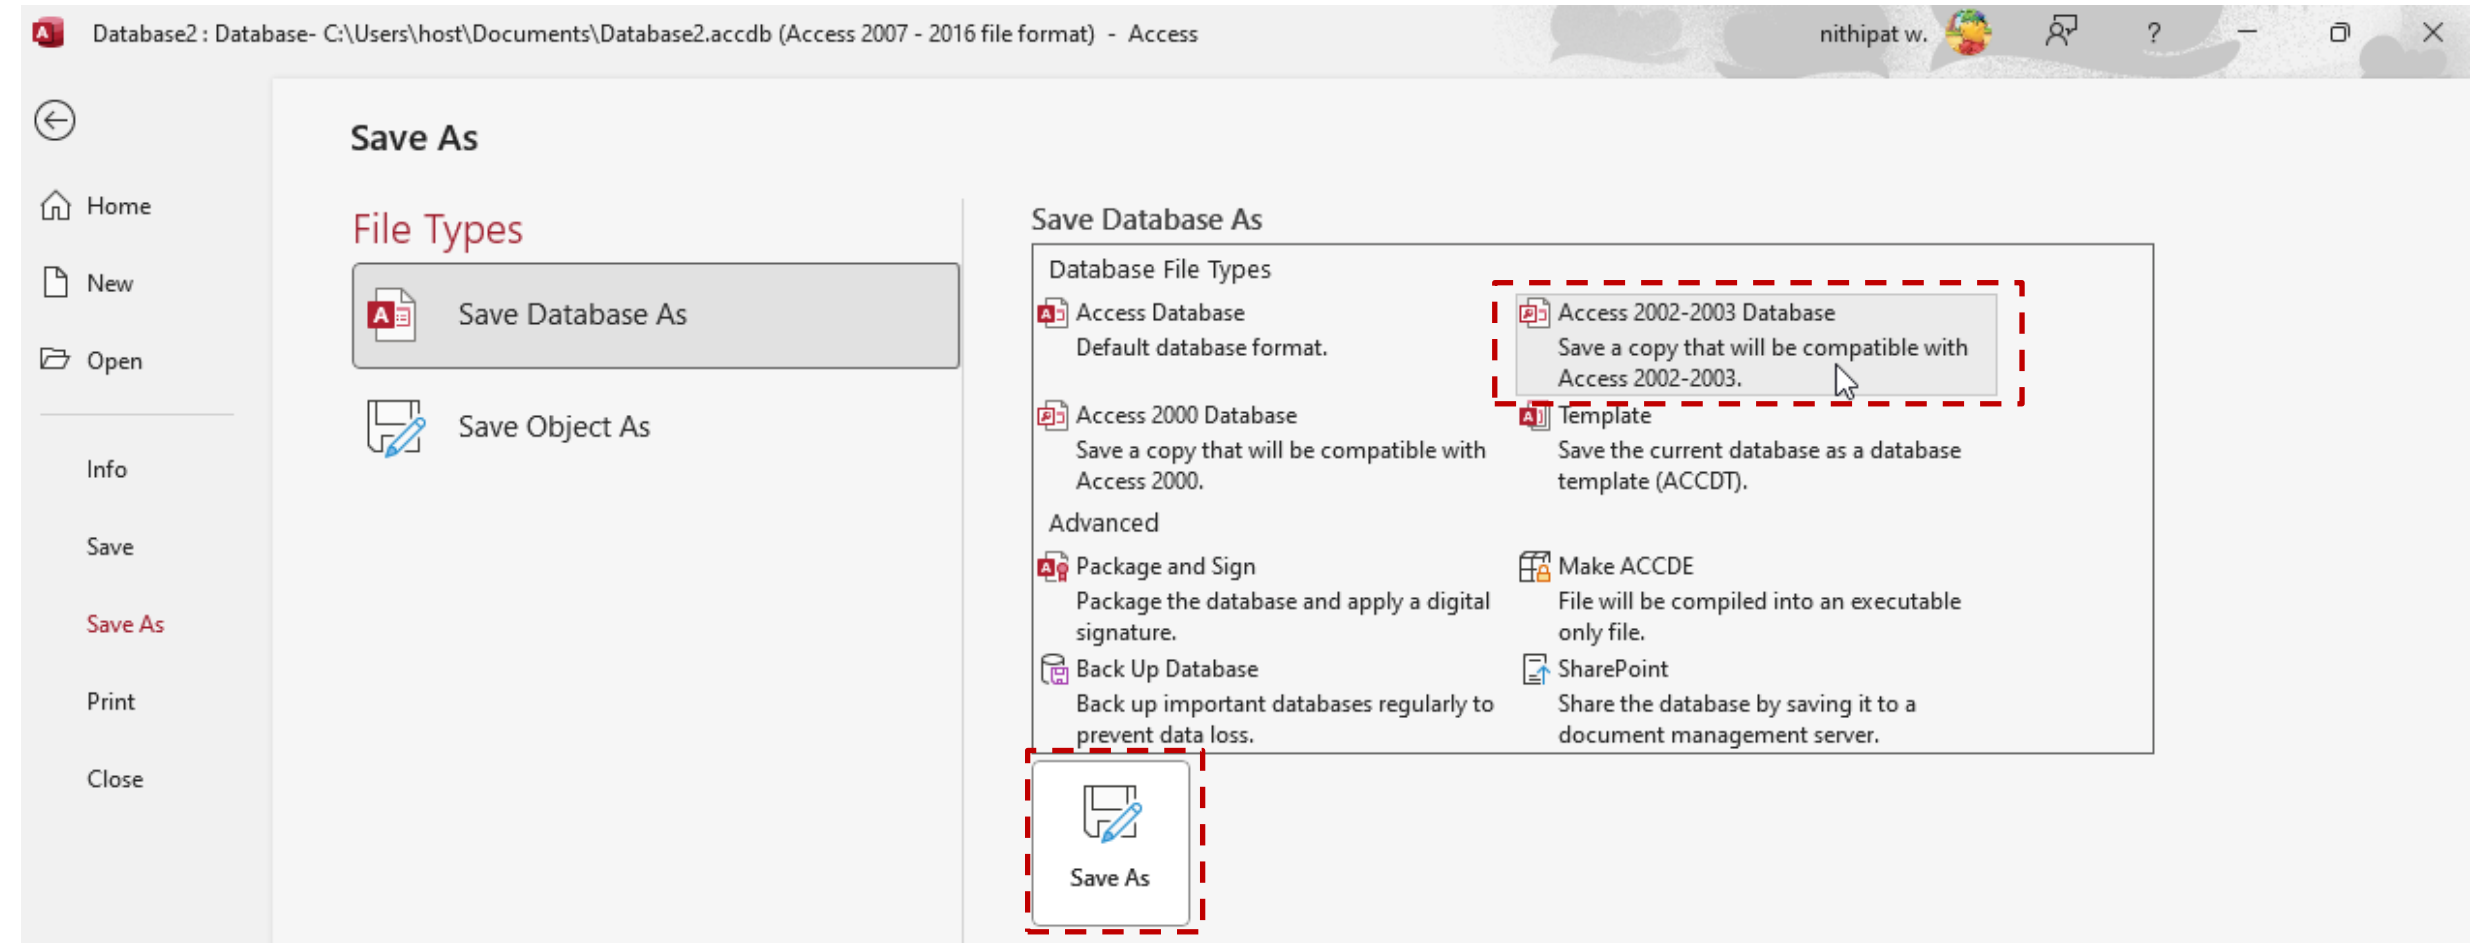 Database2 : Database- C:\Users\host\Documents\Database2.accdb (Access 2007 - 2016 file format) - Access
nithipat w.
?
Home
New
Open
Info
Save
Save As
Print
Close
Save As
File Types
Save Database As
Save Object As
Save Database As
Database File Types
Access Database
Default database format.
Access 2002-2003 Database
Save a copy that will be compatible with
Access 2002-2003.
Access 2000 Database
Save a copy that will be compatible with
Access 2000.
Template
Save the current database as a database
template (ACCDT).
Advanced
Package and Sign
Package the database and apply a digital
signature.
Make ACCDE
File will be compiled into an executable
only file.
Back Up Database
Back up important databases regularly to
prevent data loss.
SharePoint
Share the database by saving it to a
document management server.
Save As